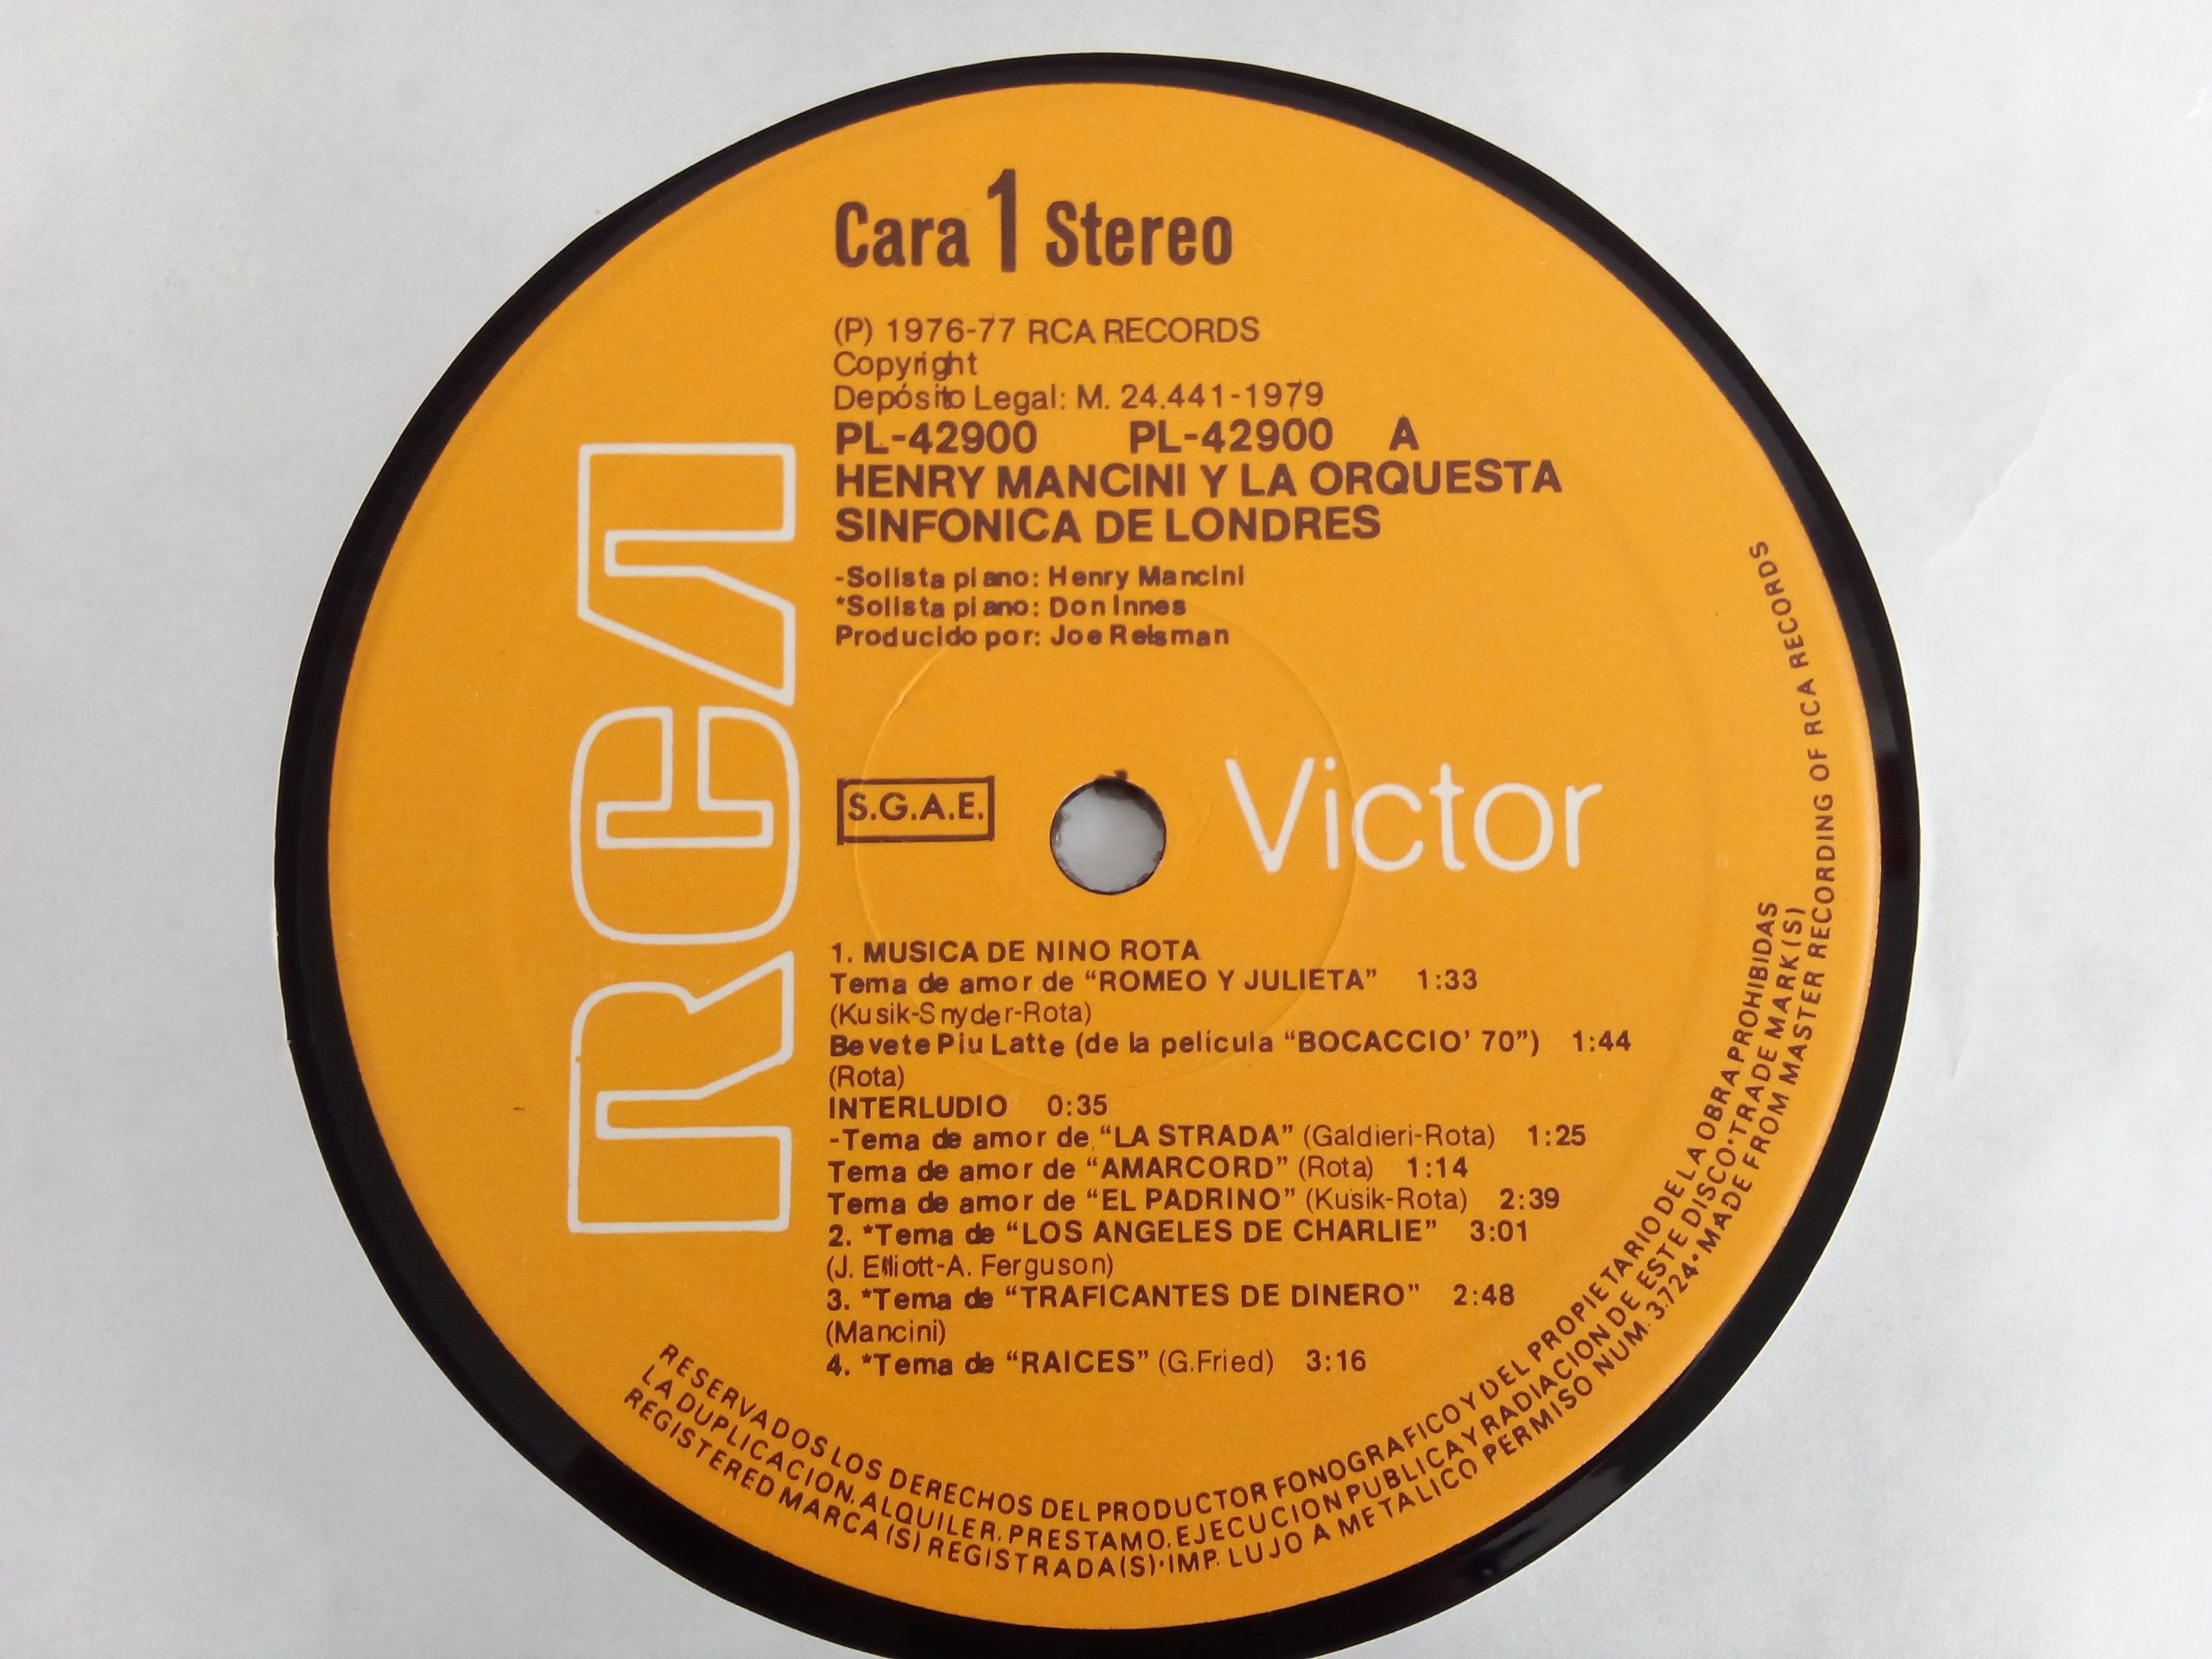 Cara 1 Stereo
(P) 1976-77 RCA RECORDS
Copyright
Depósito Legal: M. 24.441-1979
PL-42900 PL-42900 A
HENRY MANCINI Y LA ORQUESTA
SINFONICA DE LONDRES
-Solista piano: Henry Mancini
*Solista piano: Don Innes
Producido por: Joe Reisman
RCA
S.G.A.E.
Victor
1. MUSICA DE NINO ROTA
Tema de amor de “ROMEO Y JULIETA” 1:33
(Kusik-Snyder-Rota)
Bevete Piu Latte (de la película “BOCACCIO’ 70”) 1:44
(Rota)
INTERLUDIO 0:35
-Tema de amor de “LA STRADA” (Galdieri-Rota) 1:25
Tema de amor de “AMARCORD” (Rota) 1:14
Tema de amor de “EL PADRINO” (Kusik-Rota) 2:39
2. *Tema de “LOS ANGELES DE CHARLIE” 3:01
(J. Elliott-A. Ferguson)
3. *Tema de “TRAFICANTES DE DINERO” 2:48
(Mancini)
4. *Tema de “RAICES” (G.Fried) 3:16
RESERVADOS LOS DERECHOS DEL PRODUCTOR FONOGRAFICO Y DEL PROPIETARIO DE LA OBRA PROHIBIDAS
LA DUPLICACION, ALQUILER, PRESTAMO, EJECUCION PUBLICA Y RADIACION DE ESTE DISCO•TRADE MARK(S)
REGISTERED MARCA(S) REGISTRADA(S)•IMP. LUJO A METALICO PERMISO NUM. 3.724•MADE FROM MASTER RECORDING OF RCA RECORDS